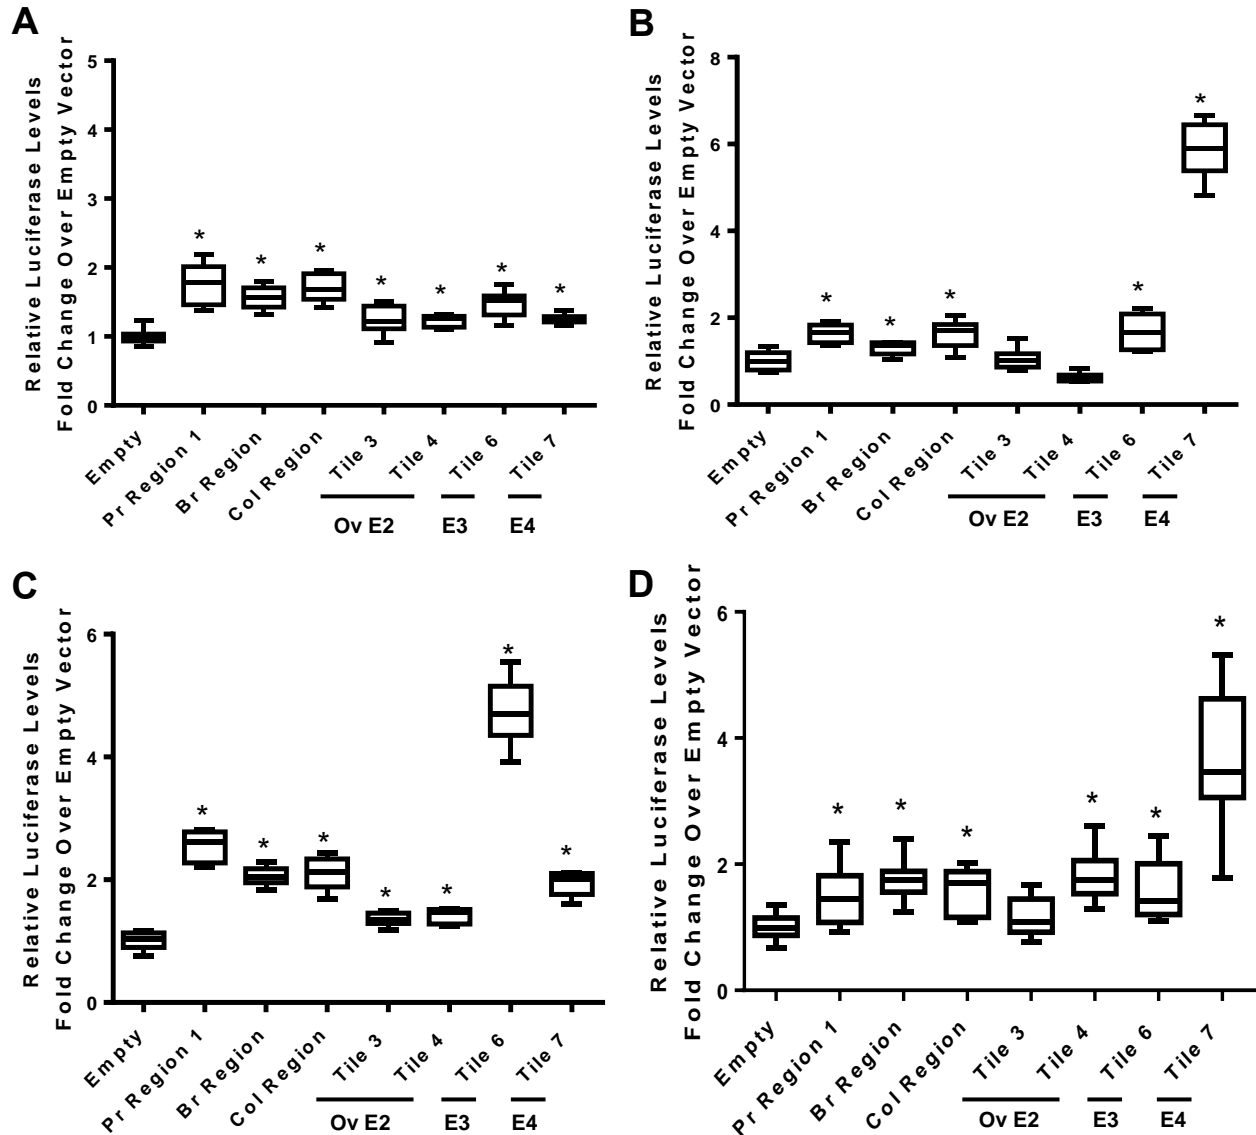 A
Relative Luciferase Levels
Fold Change Over Empty Vector
5
4
3
2
1
0
* * * * * * *
Empty
Pr Region 1
Br Region
Col Region
Tile 3
Tile 4
Tile 6
Tile 7
Ov E2 E3 E4
B
Relative Luciferase Levels
Fold Change Over Empty Vector
8
6
4
2
0
* * * * *
Empty
Pr Region 1
Br Region
Col Region
Tile 3
Tile 4
Tile 6
Tile 7
Ov E2 E3 E4
C
Relative Luciferase Levels
Fold Change Over Empty Vector
6
4
2
0
* * * * * * *
Empty
Pr Region 1
Br Region
Col Region
Tile 3
Tile 4
Tile 6
Tile 7
Ov E2 E3 E4
D
Relative Luciferase Levels
Fold Change Over Empty Vector
6
4
2
0
* * * * * *
Empty
Pr Region 1
Br Region
Col Region
Tile 3
Tile 4
Tile 6
Tile 7
Ov E2 E3 E4